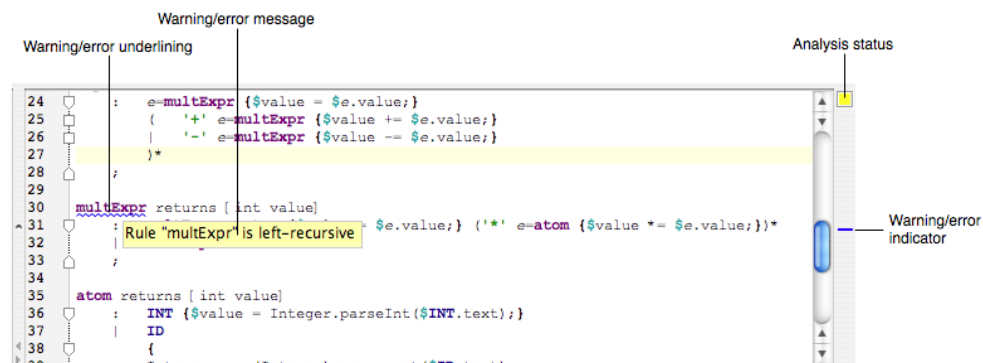 Warning/error message
Warning/error underlining
Analysis status
24 : e=multExpr {$value = $e.value;}
25 ( '+' e=multExpr {$value += $e.value;}
26 | '-' e=multExpr {$value -= $e.value;}
27 )*
28 ;
29
30 multExpr returns [int value]
31 : = $e.value;} ('*' e=atom {$value *= $e.value;})*
Rule "multExpr" is left-recursive
Warning/error
indicator
32 |
33 ;
34
35 atom returns [int value]
36 : INT {$value = Integer.parseInt($INT.text);}
37 | ID
38 {